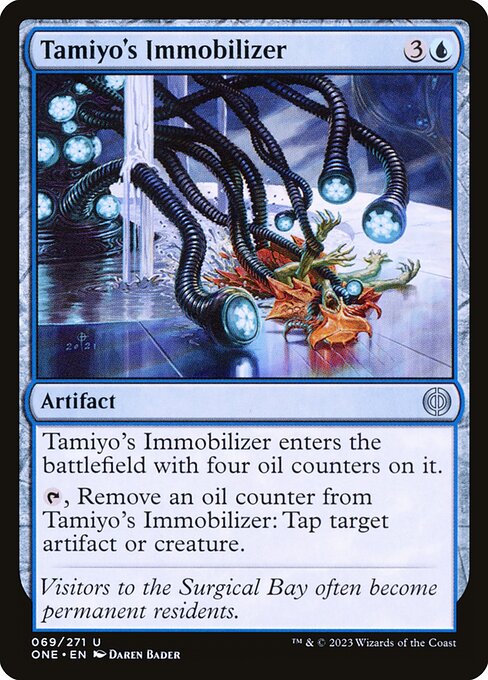 Tamiyo's Immobilizer 3
2021
Artifact
Tamiyo's Immobilizer enters the
battlefield with four oil counters on it.
, Remove an oil counter from
Tamiyo's Immobilizer: Tap target
artifact or creature.
Visitors to the Surgical Bay often become
permanent residents.
069/271 U
™ & © 2023 Wizards of the Coast
ONE • EN Daren Bader